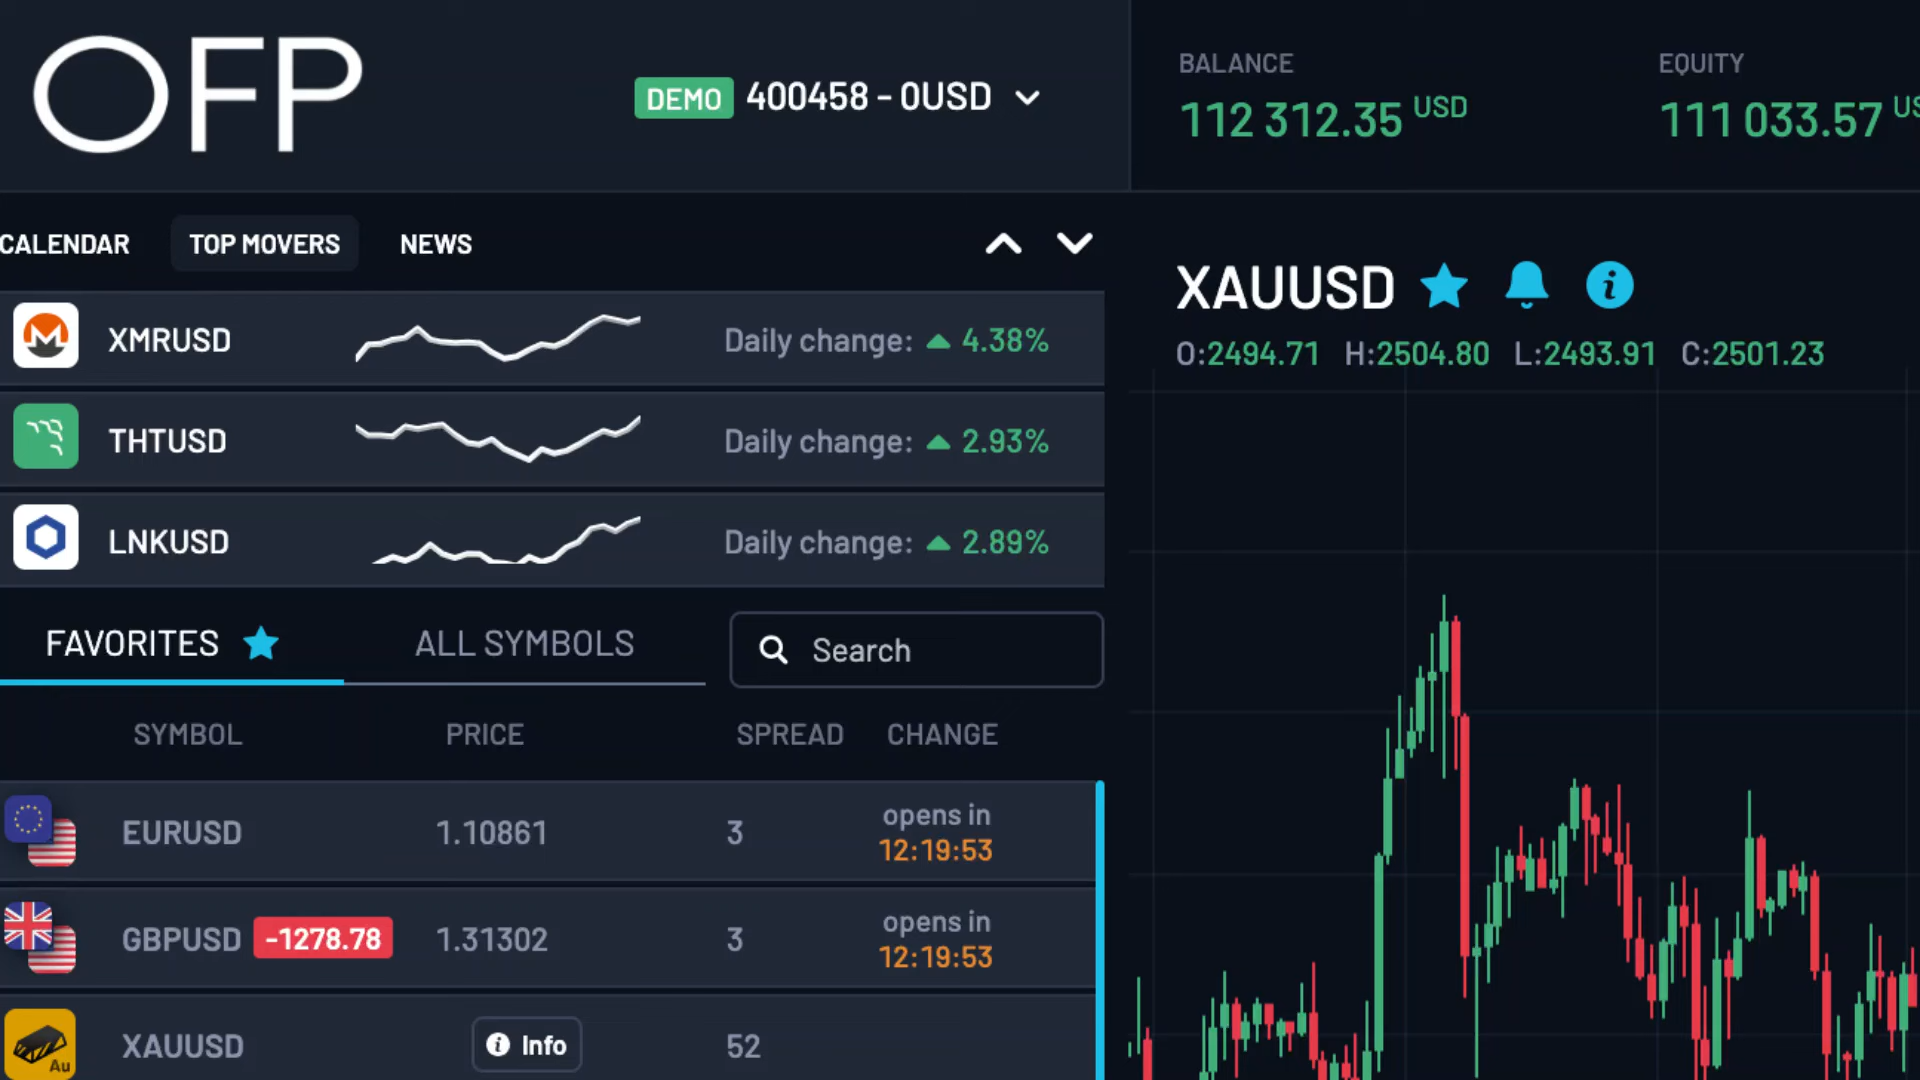 OFP
DEMO 400458 - 0USD
BALANCE
112 312.35 USD
EQUITY
111 033.57
CALENDAR
TOP MOVERS
NEWS
XMRUSD
Daily change: 4.38%
THTUSD
Daily change: 2.93%
LNKUSD
Daily change: 2.89%
FAVORITES
ALL SYMBOLS
Search
SYMBOL PRICE SPREAD CHANGE
EURUSD 1.10861 3 opens in
12:19:53
GBPUSD -1278.78 1.31302 3 opens in
12:19:53
Au
XAUUSD Info 52
XAUUSD
O:2494.71 H:2504.80 L:2493.91 C:2501.23